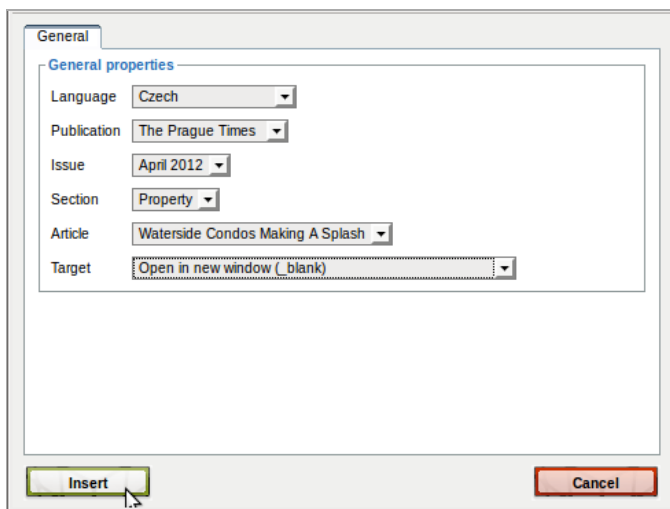 General
General properties
Language Czech
Publication The Prague Times
Issue April 2012
Section Property
Article Waterside Condos Making A Splash
Target Open in new window (_blank)
Insert Cancel